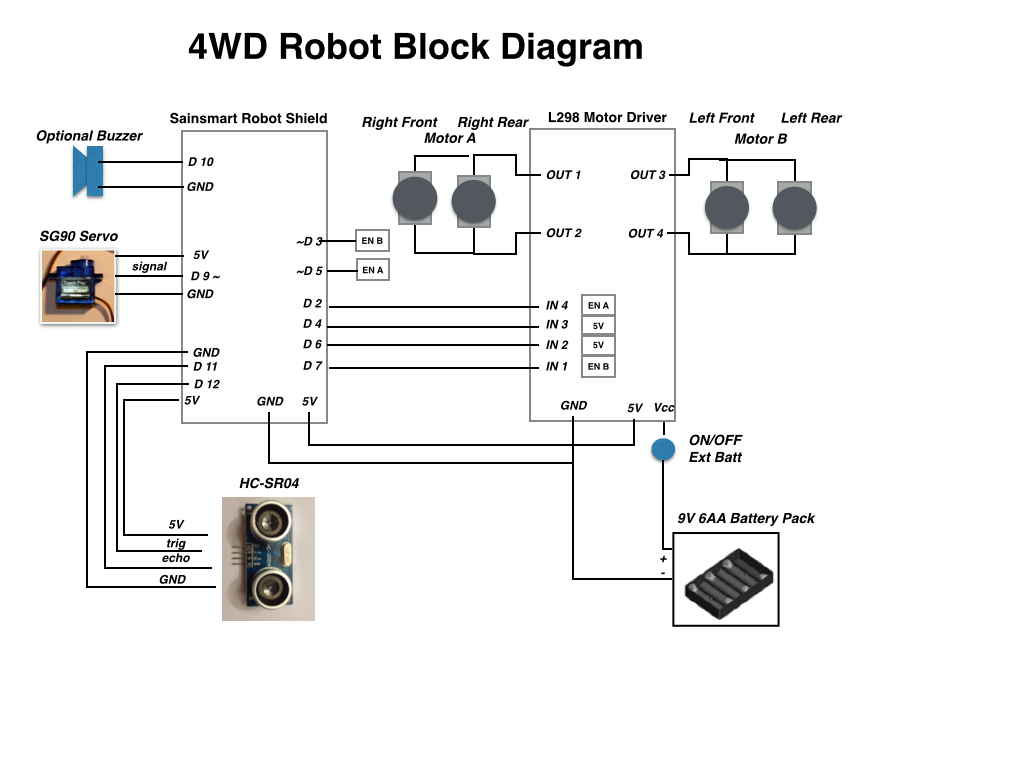 4WD Robot Block Diagram
Sainsmart Robot Shield
L298 Motor Driver
Optional Buzzer
D 10
GND
SG90 Servo
5V
signal
D 9 ~
GND
GND
D 11
D 12
5V
~D 3
EN B
~D 5
EN A
D 2
D 4
D 6
D 7
GND
5V
Right Front
Right Rear
Motor A
Left Front
Left Rear
Motor B
OUT 1
OUT 3
OUT 2
OUT 4
IN 4
EN A
IN 3
5V
IN 2
5V
IN 1
EN B
GND
5V
Vcc
ON/OFF
Ext Batt
HC-SR04
5V
trig
echo
GND
9V 6AA Battery Pack
+
-